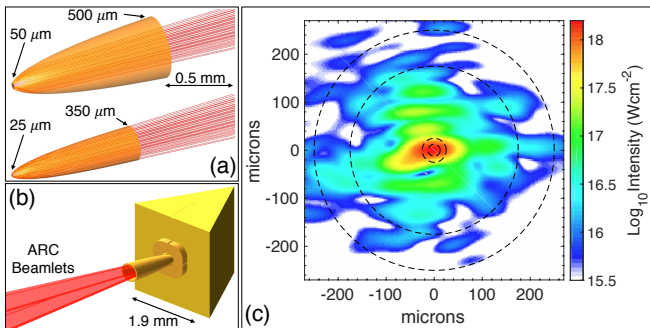 500 μm
50 μm
0.5 mm
350 μm
25 μm
(a)
(b)
ARC
Beamlets
1.9 mm
(c)
microns
200
100
0
-100
-200
-200 -100 0 100 200
microns
18
17.5
17
16.5
16
15.5
Log10 Intensity (Wcm-2)